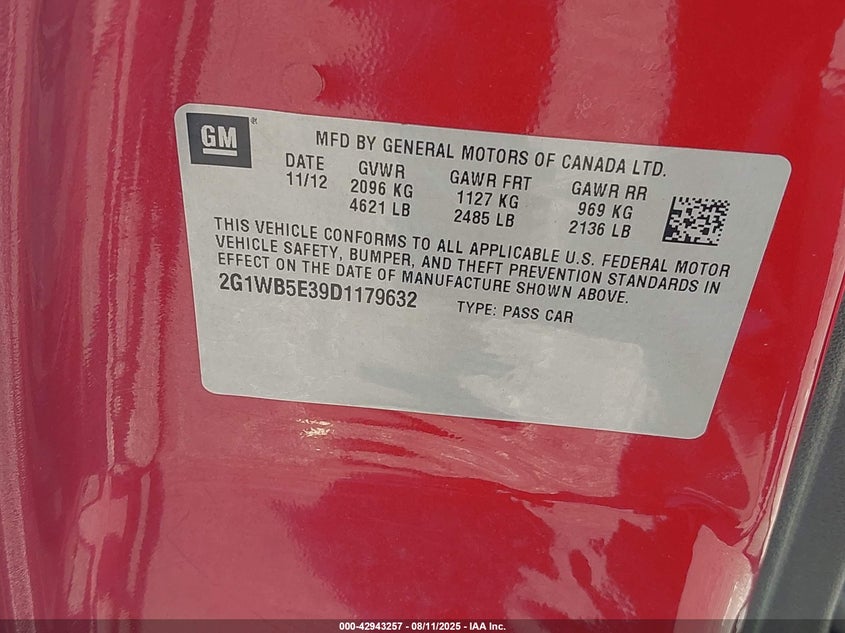 GM ®
MFD BY GENERAL MOTORS OF CANADA LTD.
DATE GVWR GAWR FRT GAWR RR
11/12 2096 KG 1127 KG 969 KG
4621 LB 2485 LB 2136 LB
THIS VEHICLE CONFORMS TO ALL APPLICABLE U.S. FEDERAL MOTOR
VEHICLE SAFETY, BUMPER, AND THEFT PREVENTION STANDARDS IN
EFFECT ON THE DATE OF MANUFACTURE SHOWN ABOVE.
2G1WB5E39D1179632 TYPE: PASS CAR
000-42943257 - 08/11/2025 - IAA Inc.